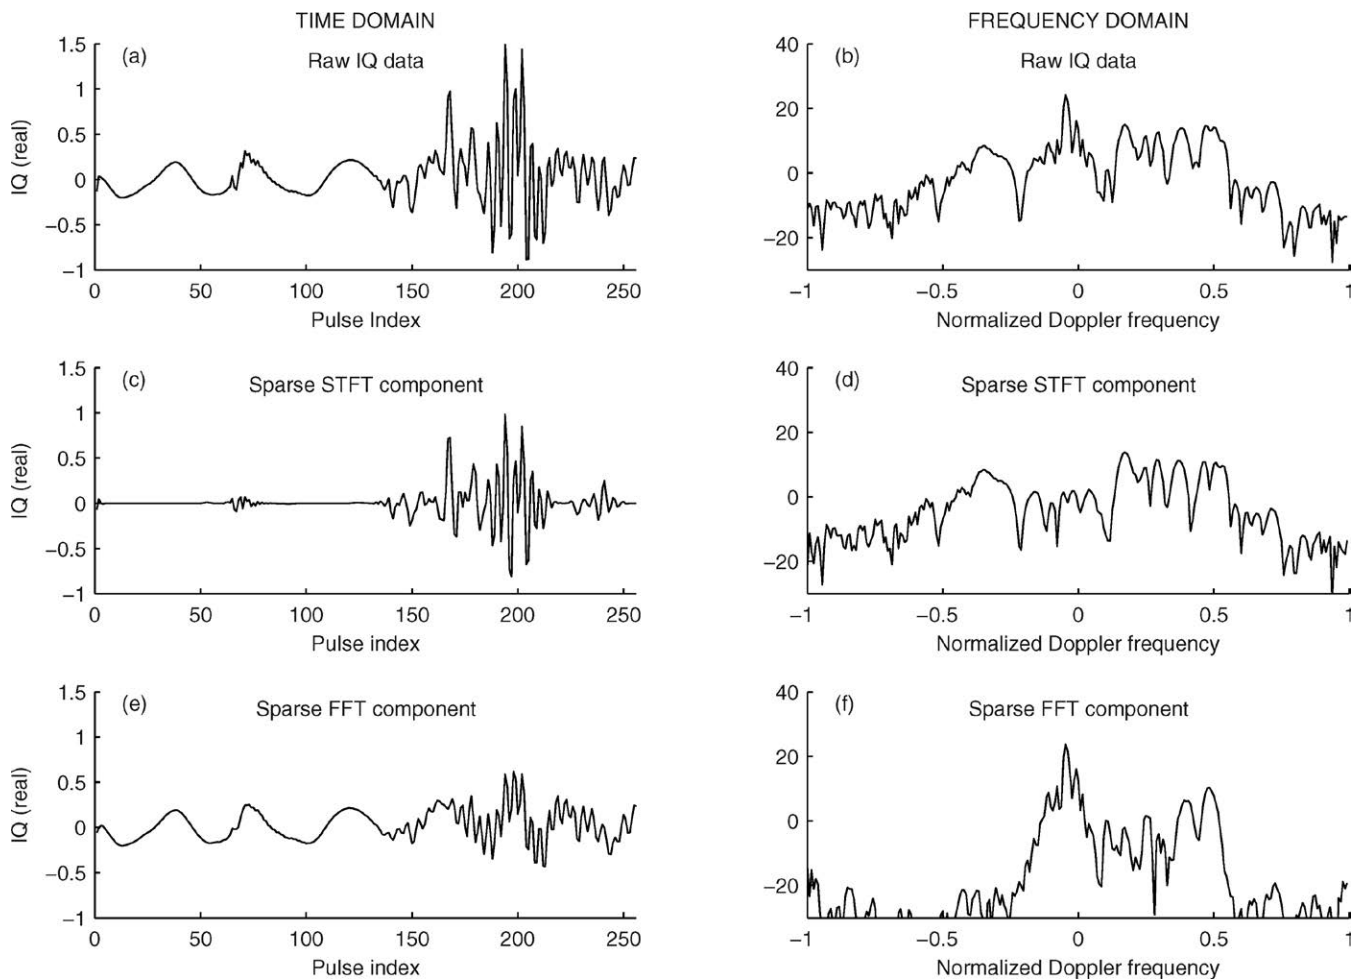 TIME DOMAIN
FREQUENCY DOMAIN
(a)
Raw IQ data
IQ (real)
1.5
1
0.5
0
−0.5
−1
0 50 100 150 200 250
Pulse Index
(b)
Raw IQ data
40
20
0
−20
−1 −0.5 0 0.5 1
Normalized Doppler frequency
(c)
Sparse STFT component
IQ (real)
1.5
1
0.5
0
−0.5
−1
0 50 100 150 200 250
Pulse index
(d)
Sparse STFT component
40
20
0
−20
−1 −0.5 0 0.5 1
Normalized Doppler frequency
(e)
Sparse FFT component
IQ (real)
1.5
1
0.5
0
−0.5
−1
0 50 100 150 200 250
Pulse index
(f)
Sparse FFT component
40
20
0
−20
−1 −0.5 0 0.5 1
Normalized Doppler frequency